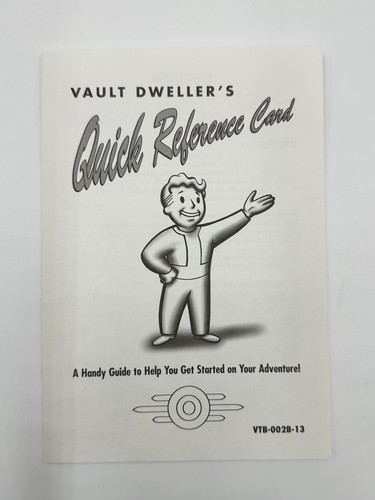 VAULT DWELLER'S
Quick Reference Card
A Handy Guide to Help You Get Started on Your Adventure!
VTB-002B-13